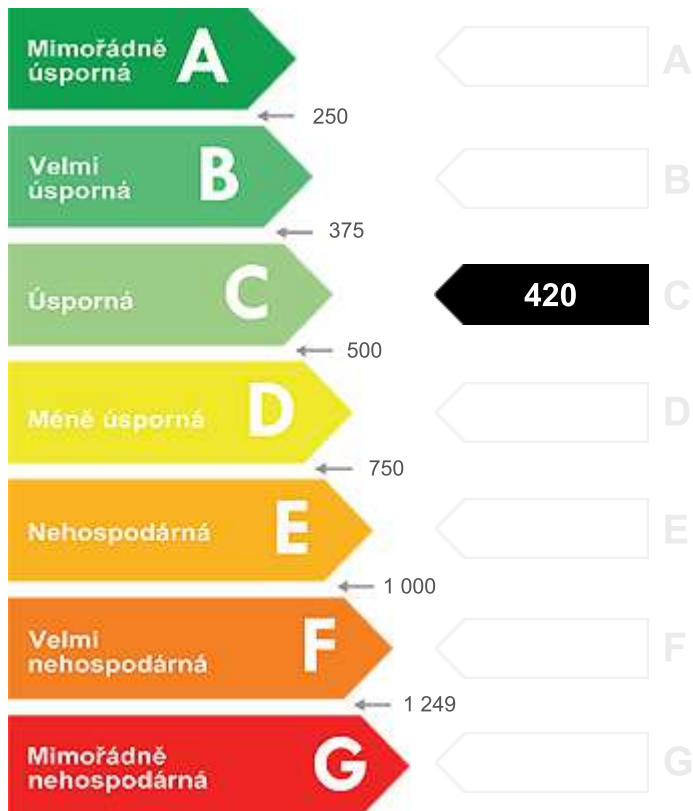 Mimořádně
úsporná
A
A
250
Velmi
úsporná
B
B
375
Úsporná
C
420
C
500
Méně úsporná
D
D
750
Nehospodárná
E
E
1 000
Velmi
nehospodárná
F
F
1 249
Mimořádně
nehospodárná
G
G